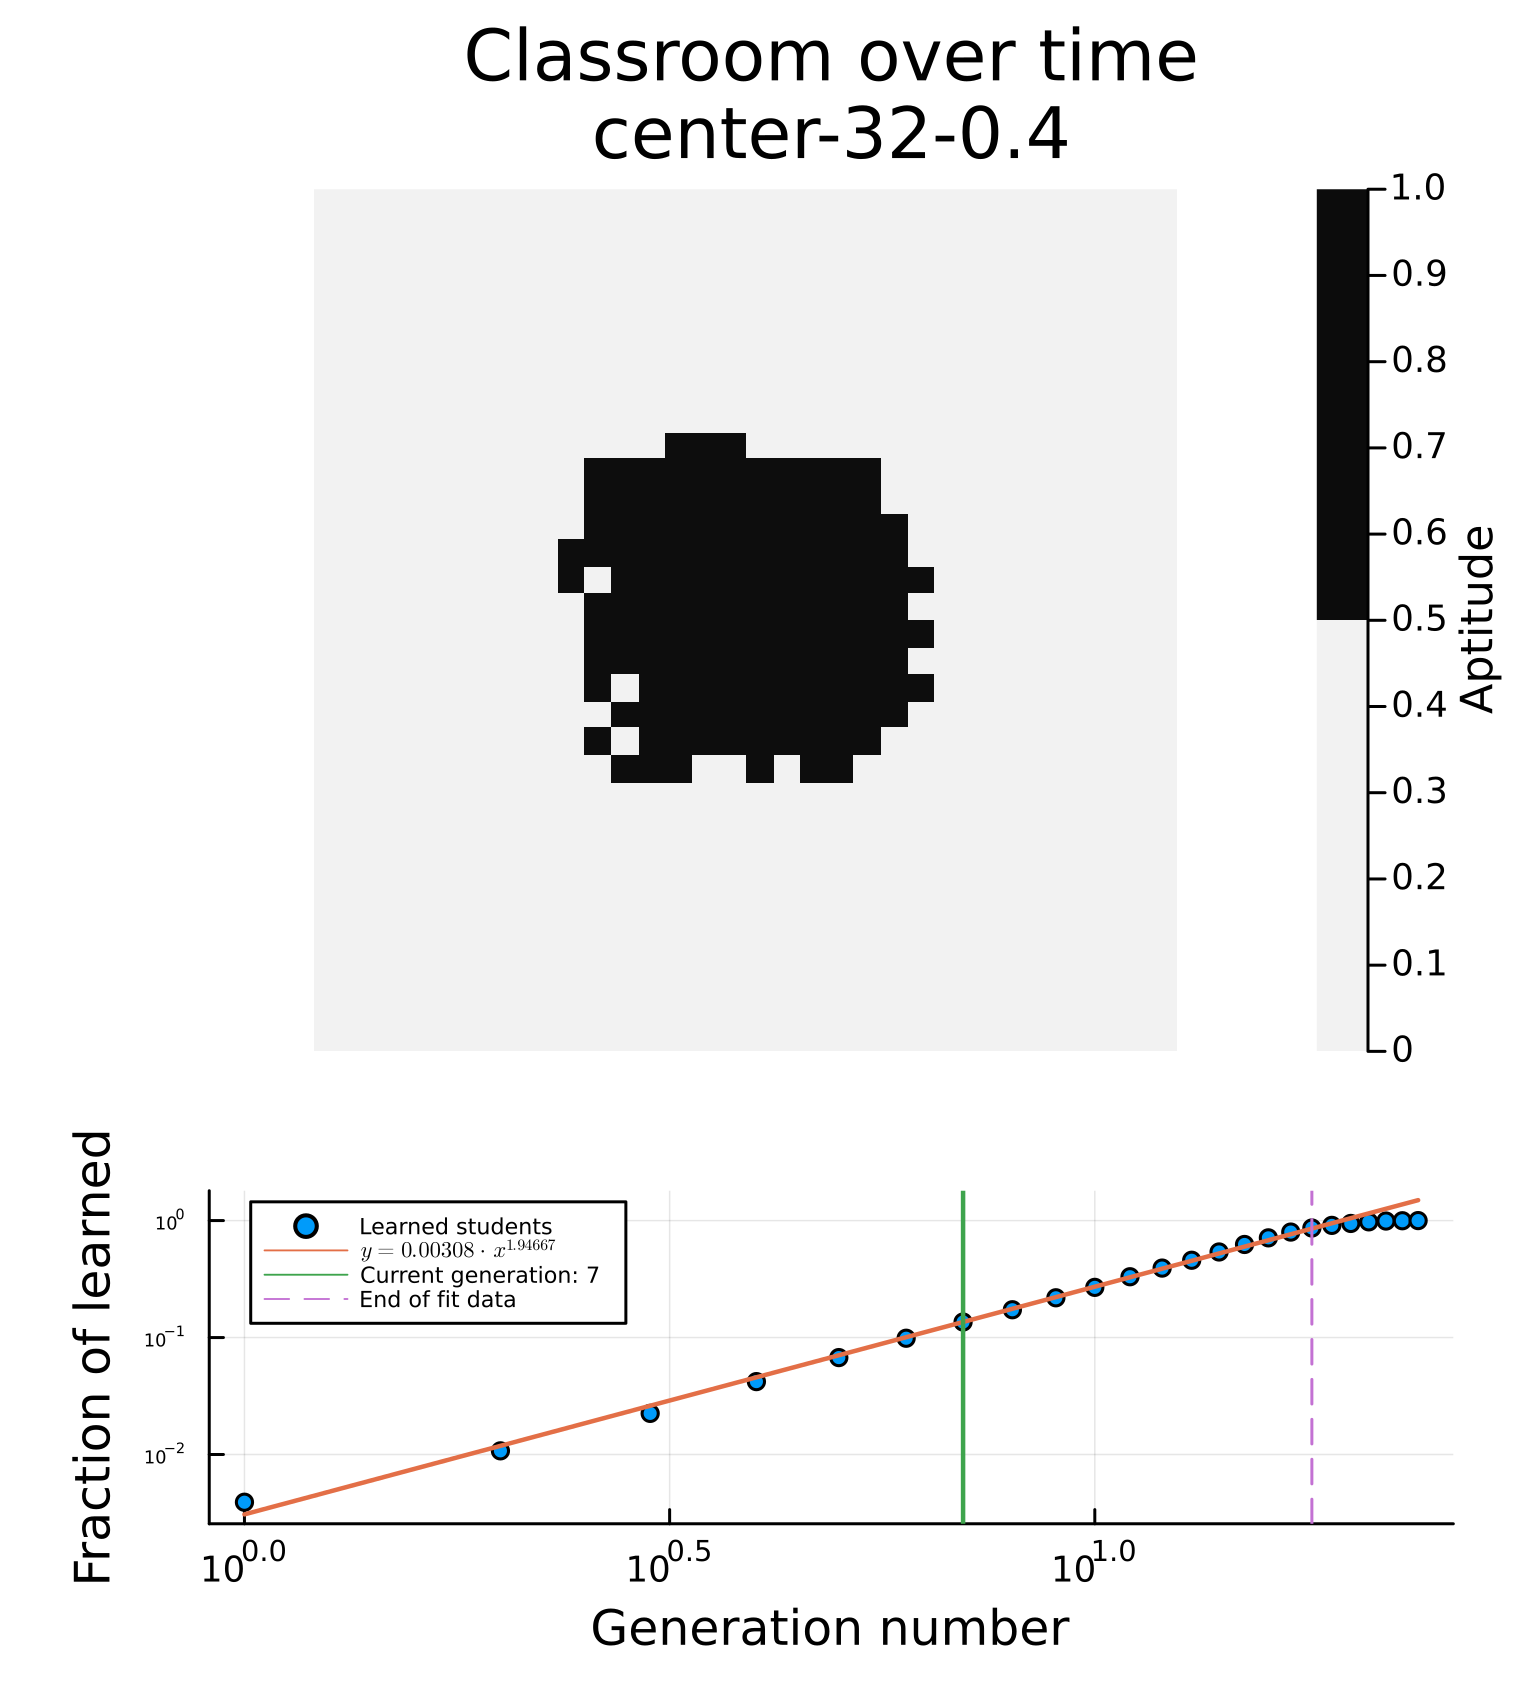 Classroom over time
center-32-0.4
1.0
0.9
0.8
0.7
0.6
0.5
0.4
0.3
0.2
0.1
0
Aptitude
Fraction of learned
10⁰
10⁻¹
10⁻²
Learned students
y = 0.00308 · x^1.94667
Current generation: 7
End of fit data
10^0.0
10^0.5
10^1.0
Generation number